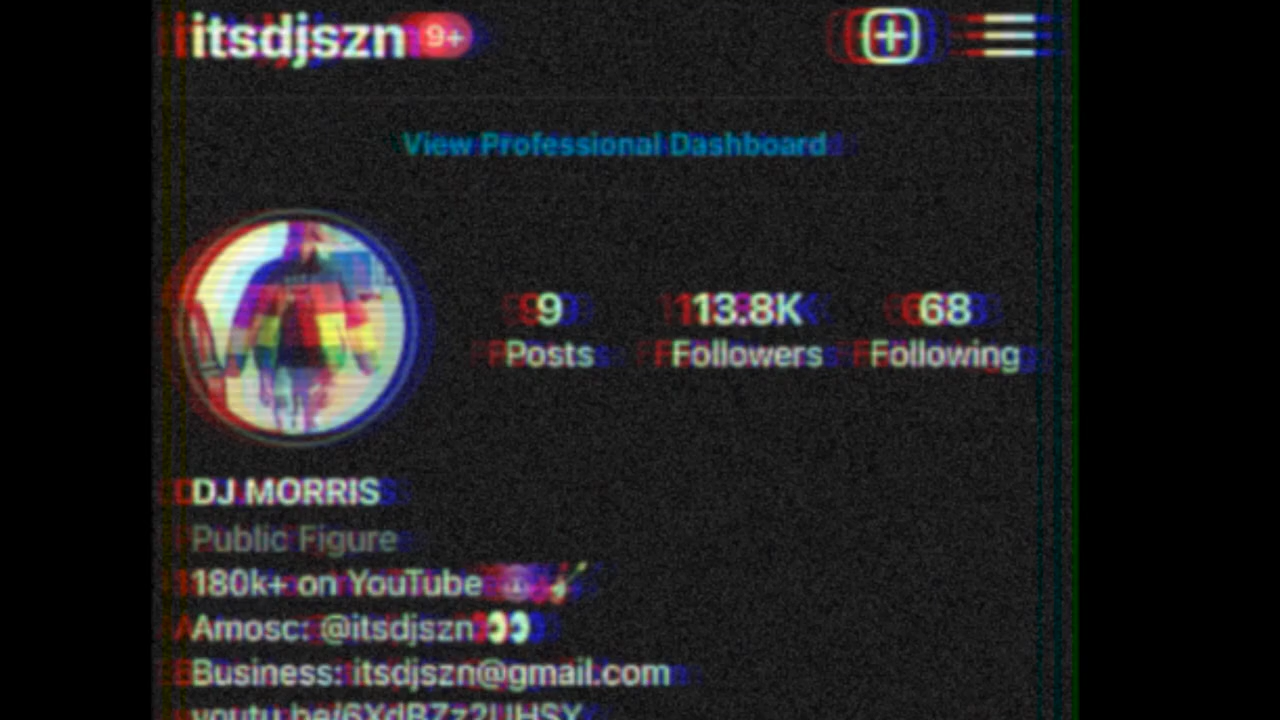 itsdjszn 9+
View Professional Dashboard
9 13.8K 68
Posts Followers Following
DJ MORRIS
Public Figure
180k+ on YouTube
Amosc: @itsdjszn 👀
Business: itsdjszn@gmail.com